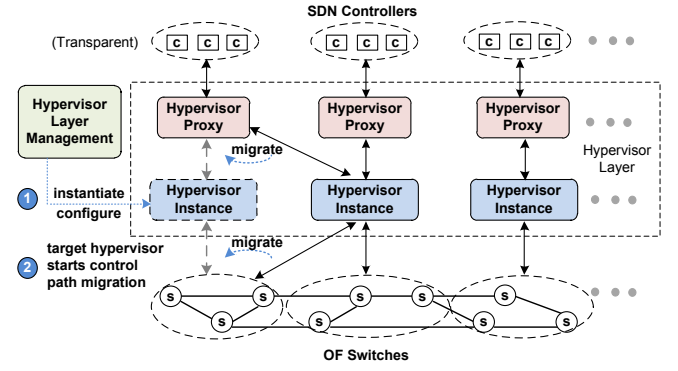 SDN Controllers
(Transparent)
c c c
c c c
c c c
Hypervisor
Layer
Management
Hypervisor
Proxy
Hypervisor
Proxy
Hypervisor
Proxy
Hypervisor
Layer
migrate
1
instantiate
configure
Hypervisor
Instance
Hypervisor
Instance
Hypervisor
Instance
migrate
2
target hypervisor
starts control
path migration
s s s s s
s s s s
OF Switches